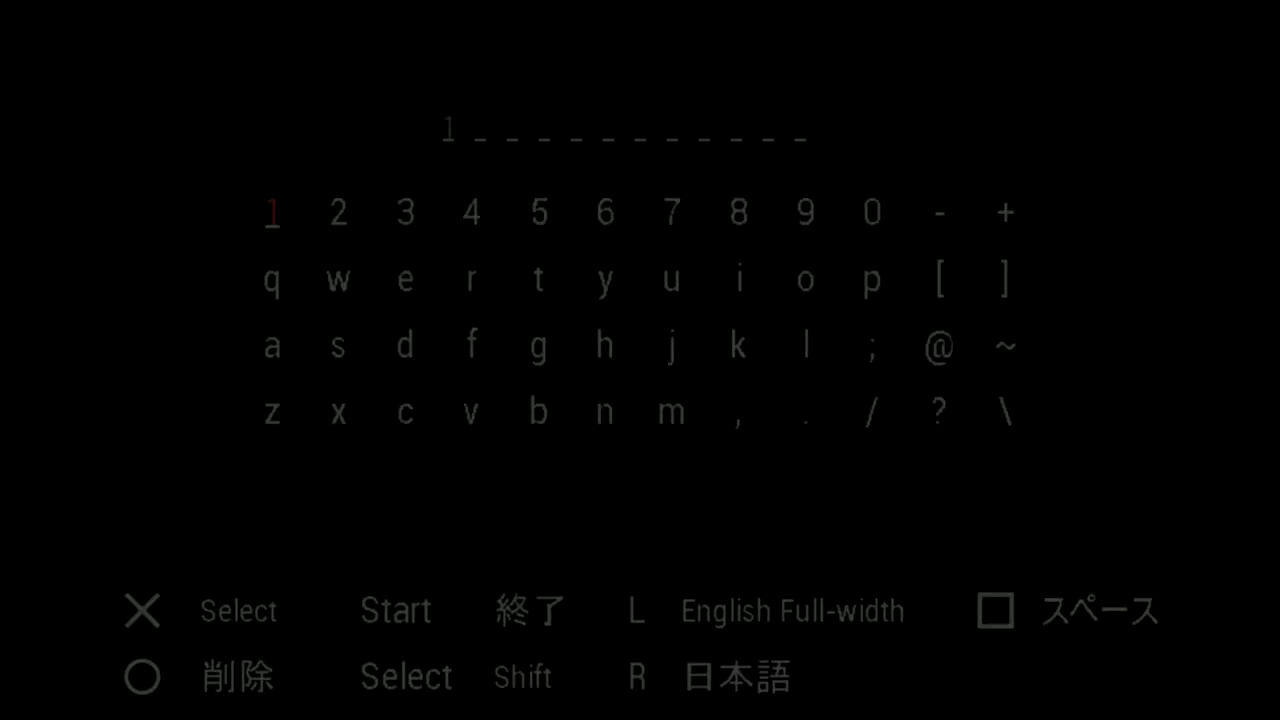 1 _ _ _ _ _ _ _ _ _ _ _
1 2 3 4 5 6 7 8 9 0 - +
q w e r t y u i o p [ ]
a s d f g h j k l ; @ ~
z x c v b n m , . / ? \
Select Start 終了 L English Full-width スペース
削除 Select Shift R 日本語